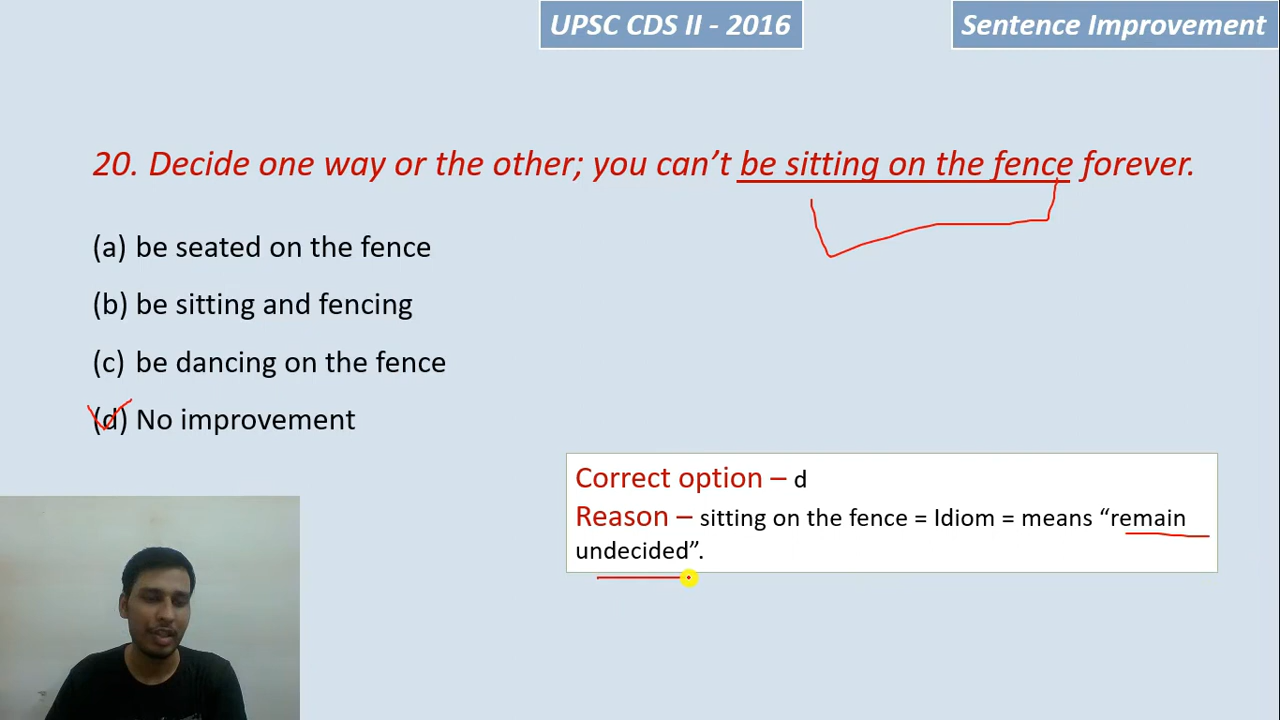 UPSC CDS II - 2016
Sentence Improvement
20. Decide one way or the other; you can’t be sitting on the fence forever.
(a) be seated on the fence
(b) be sitting and fencing
(c) be dancing on the fence
(d) No improvement
Correct option – d
Reason – sitting on the fence = Idiom = means “remain
undecided”.